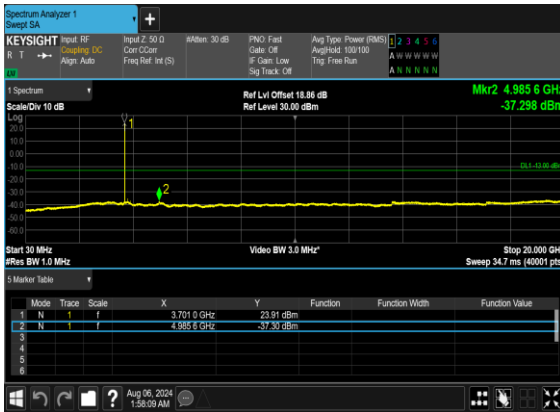 Spectrum Analyzer 1
Swept SA
+
KEYSIGHT Input: RF Input Z: 50 Ω #Atten: 30 dB PNO: Fast Avg Type: Power (RMS) 1 2 3 4 5 6
R T Coupling: DC Corr CCorr Gate: Off Avg|Hold: 100/100 A W W W W W
Align: Auto Freq Ref: Int (S) IF Gain: Low Trig: Free Run
Sig Track: Off A N N N N N
1 Spectrum Ref Lvl Offset 18.86 dB Mkr2 4.985 6 GHz
Scale/Div 10 dB Ref Level 30.00 dBm -37.298 dBm
Log
20.0
10.0
0.00
-10.0
-20.0
-30.0
-40.0
-50.0
-60.0
1
2
DL1 -13.00 dBm
Start 30 MHz Video BW 3.0 MHz* Stop 20.000 GHz
#Res BW 1.0 MHz Sweep 34.7 ms (40001 pts)
5 Marker Table
Mode Trace Scale X Y Function Function Width Function Value
1 N 1 f 3.701 0 GHz 23.91 dBm
2 N 1 f 4.985 6 GHz -37.30 dBm
3
4
5
6
? Aug 06, 2024
1:58:09 AM